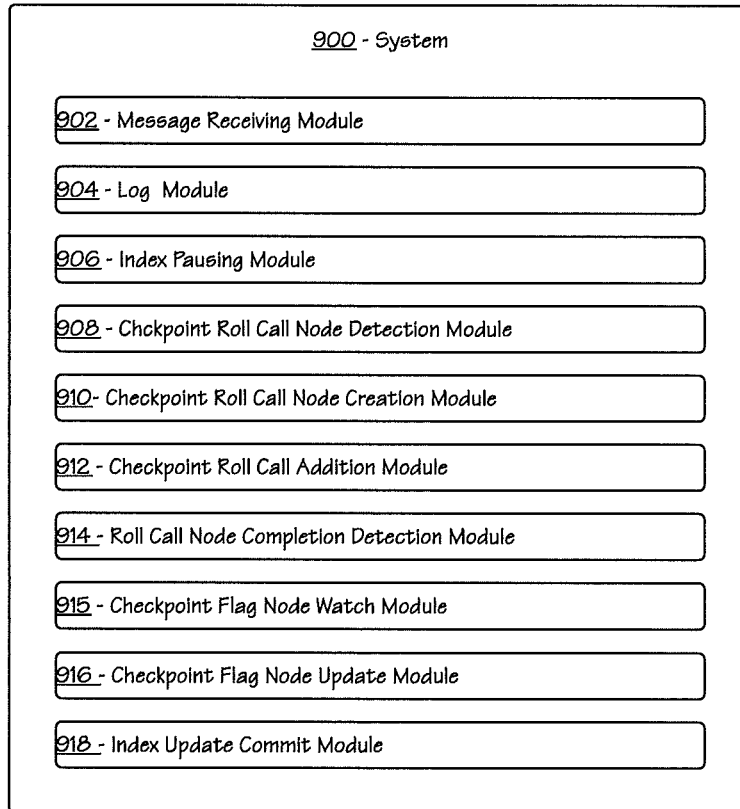 900 - System
902 - Message Receiving Module
904 - Log Module
906 - Index Pausing Module
908 - Chckpoint Roll Call Node Detection Module
910- Checkpoint Roll Call Node Creation Module
912 - Checkpoint Roll Call Addition Module
914 - Roll Call Node Completion Detection Module
915 - Checkpoint Flag Node Watch Module
916 - Checkpoint Flag Node Update Module
918 - Index Update Commit Module